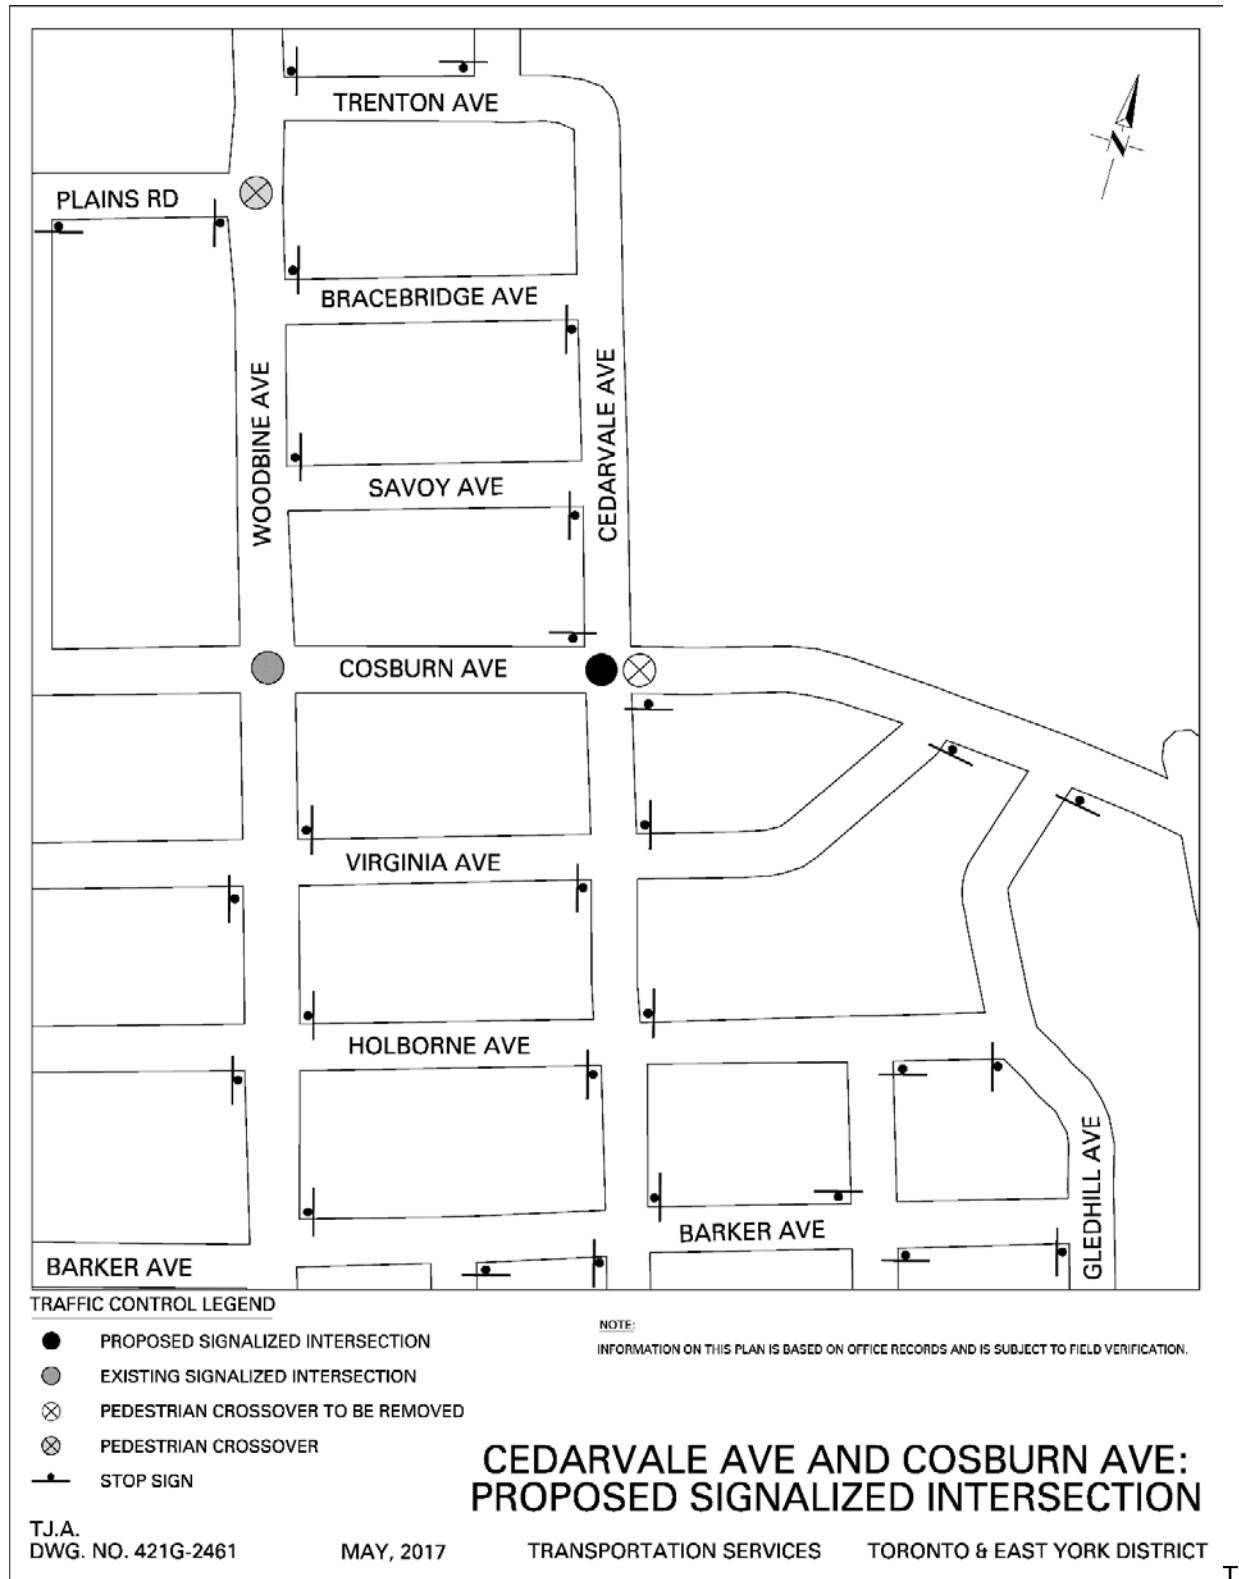 TRENTON AVE
N
PLAINS RD
BRACEBRIDGE AVE
WOODBINE AVE
CEDARVALE AVE
SAVOY AVE
COSBURN AVE
VIRGINIA AVE
HOLBORNE AVE
GLEDHILL AVE
BARKER AVE
BARKER AVE
TRAFFIC CONTROL LEGEND
PROPOSED SIGNALIZED INTERSECTION
EXISTING SIGNALIZED INTERSECTION
PEDESTRIAN CROSSOVER TO BE REMOVED
PEDESTRIAN CROSSOVER
STOP SIGN
NOTE:
INFORMATION ON THIS PLAN IS BASED ON OFFICE RECORDS AND IS SUBJECT TO FIELD VERIFICATION.
CEDARVALE AVE AND COSBURN AVE:
PROPOSED SIGNALIZED INTERSECTION
T.J.A.
DWG. NO. 421G-2461 MAY, 2017 TRANSPORTATION SERVICES TORONTO & EAST YORK DISTRICT
T